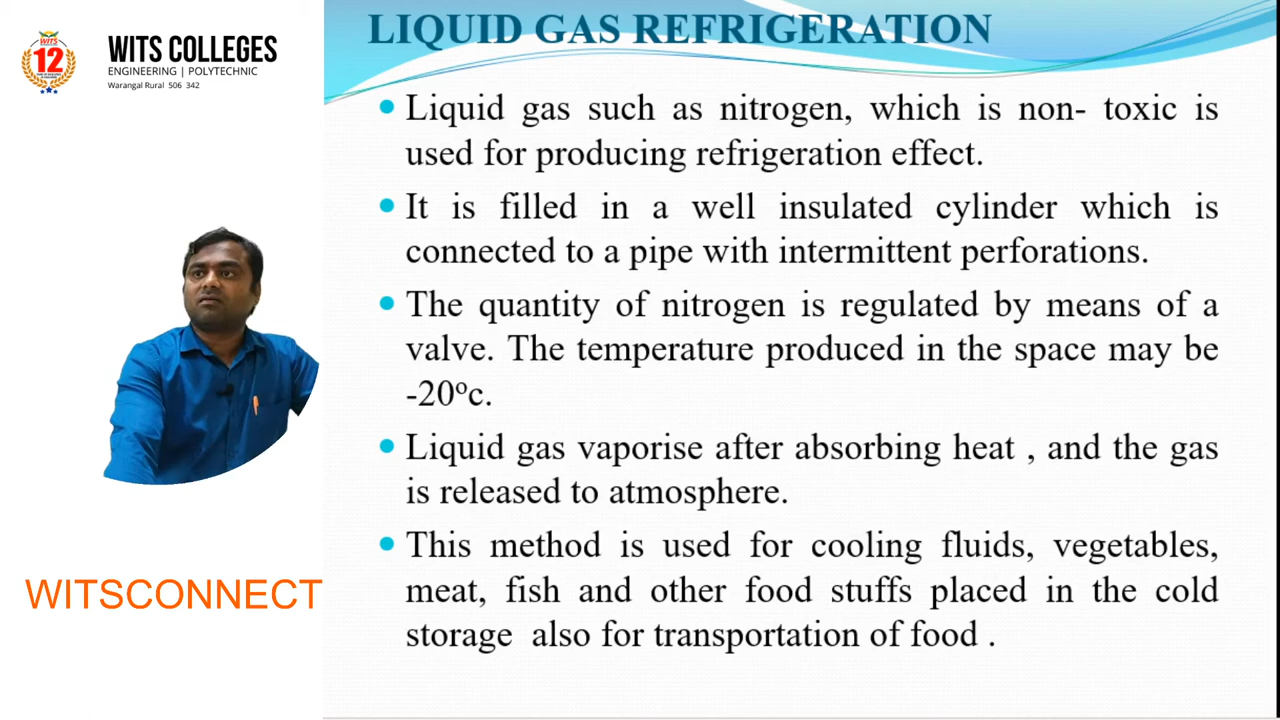 WITS
12
WITS COLLEGES
ENGINEERING | POLYTECHNIC
Warangal Rural 506 342
WITSCONNECT
LIQUID GAS REFRIGERATION
• Liquid gas such as nitrogen, which is non- toxic is
used for producing refrigeration effect.
• It is filled in a well insulated cylinder which is
connected to a pipe with intermittent perforations.
• The quantity of nitrogen is regulated by means of a
valve. The temperature produced in the space may be
-20ºc.
• Liquid gas vaporise after absorbing heat , and the gas
is released to atmosphere.
• This method is used for cooling fluids, vegetables,
meat, fish and other food stuffs placed in the cold
storage also for transportation of food .